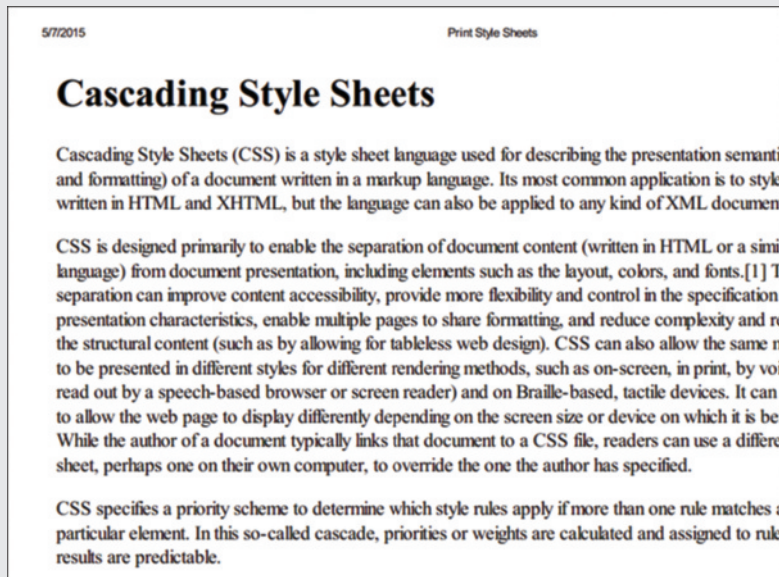 5/7/2015 Print Style Sheets
Cascading Style Sheets
Cascading Style Sheets (CSS) is a style sheet language used for describing the presentation semanti
and formatting) of a document written in a markup language. Its most common application is to style
written in HTML and XHTML, but the language can also be applied to any kind of XML documen
CSS is designed primarily to enable the separation of document content (written in HTML or a simi
language) from document presentation, including elements such as the layout, colors, and fonts.[1] T
separation can improve content accessibility, provide more flexibility and control in the specification
presentation characteristics, enable multiple pages to share formatting, and reduce complexity and re
the structural content (such as by allowing for tableless web design). CSS can also allow the same m
to be presented in different styles for different rendering methods, such as on-screen, in print, by voi
read out by a speech-based browser or screen reader) and on Braille-based, tactile devices. It can
to allow the web page to display differently depending on the screen size or device on which it is be
While the author of a document typically links that document to a CSS file, readers can use a differe
sheet, perhaps one on their own computer, to override the one the author has specified.
CSS specifies a priority scheme to determine which style rules apply if more than one rule matches a
particular element. In this so-called cascade, priorities or weights are calculated and assigned to rule
results are predictable.